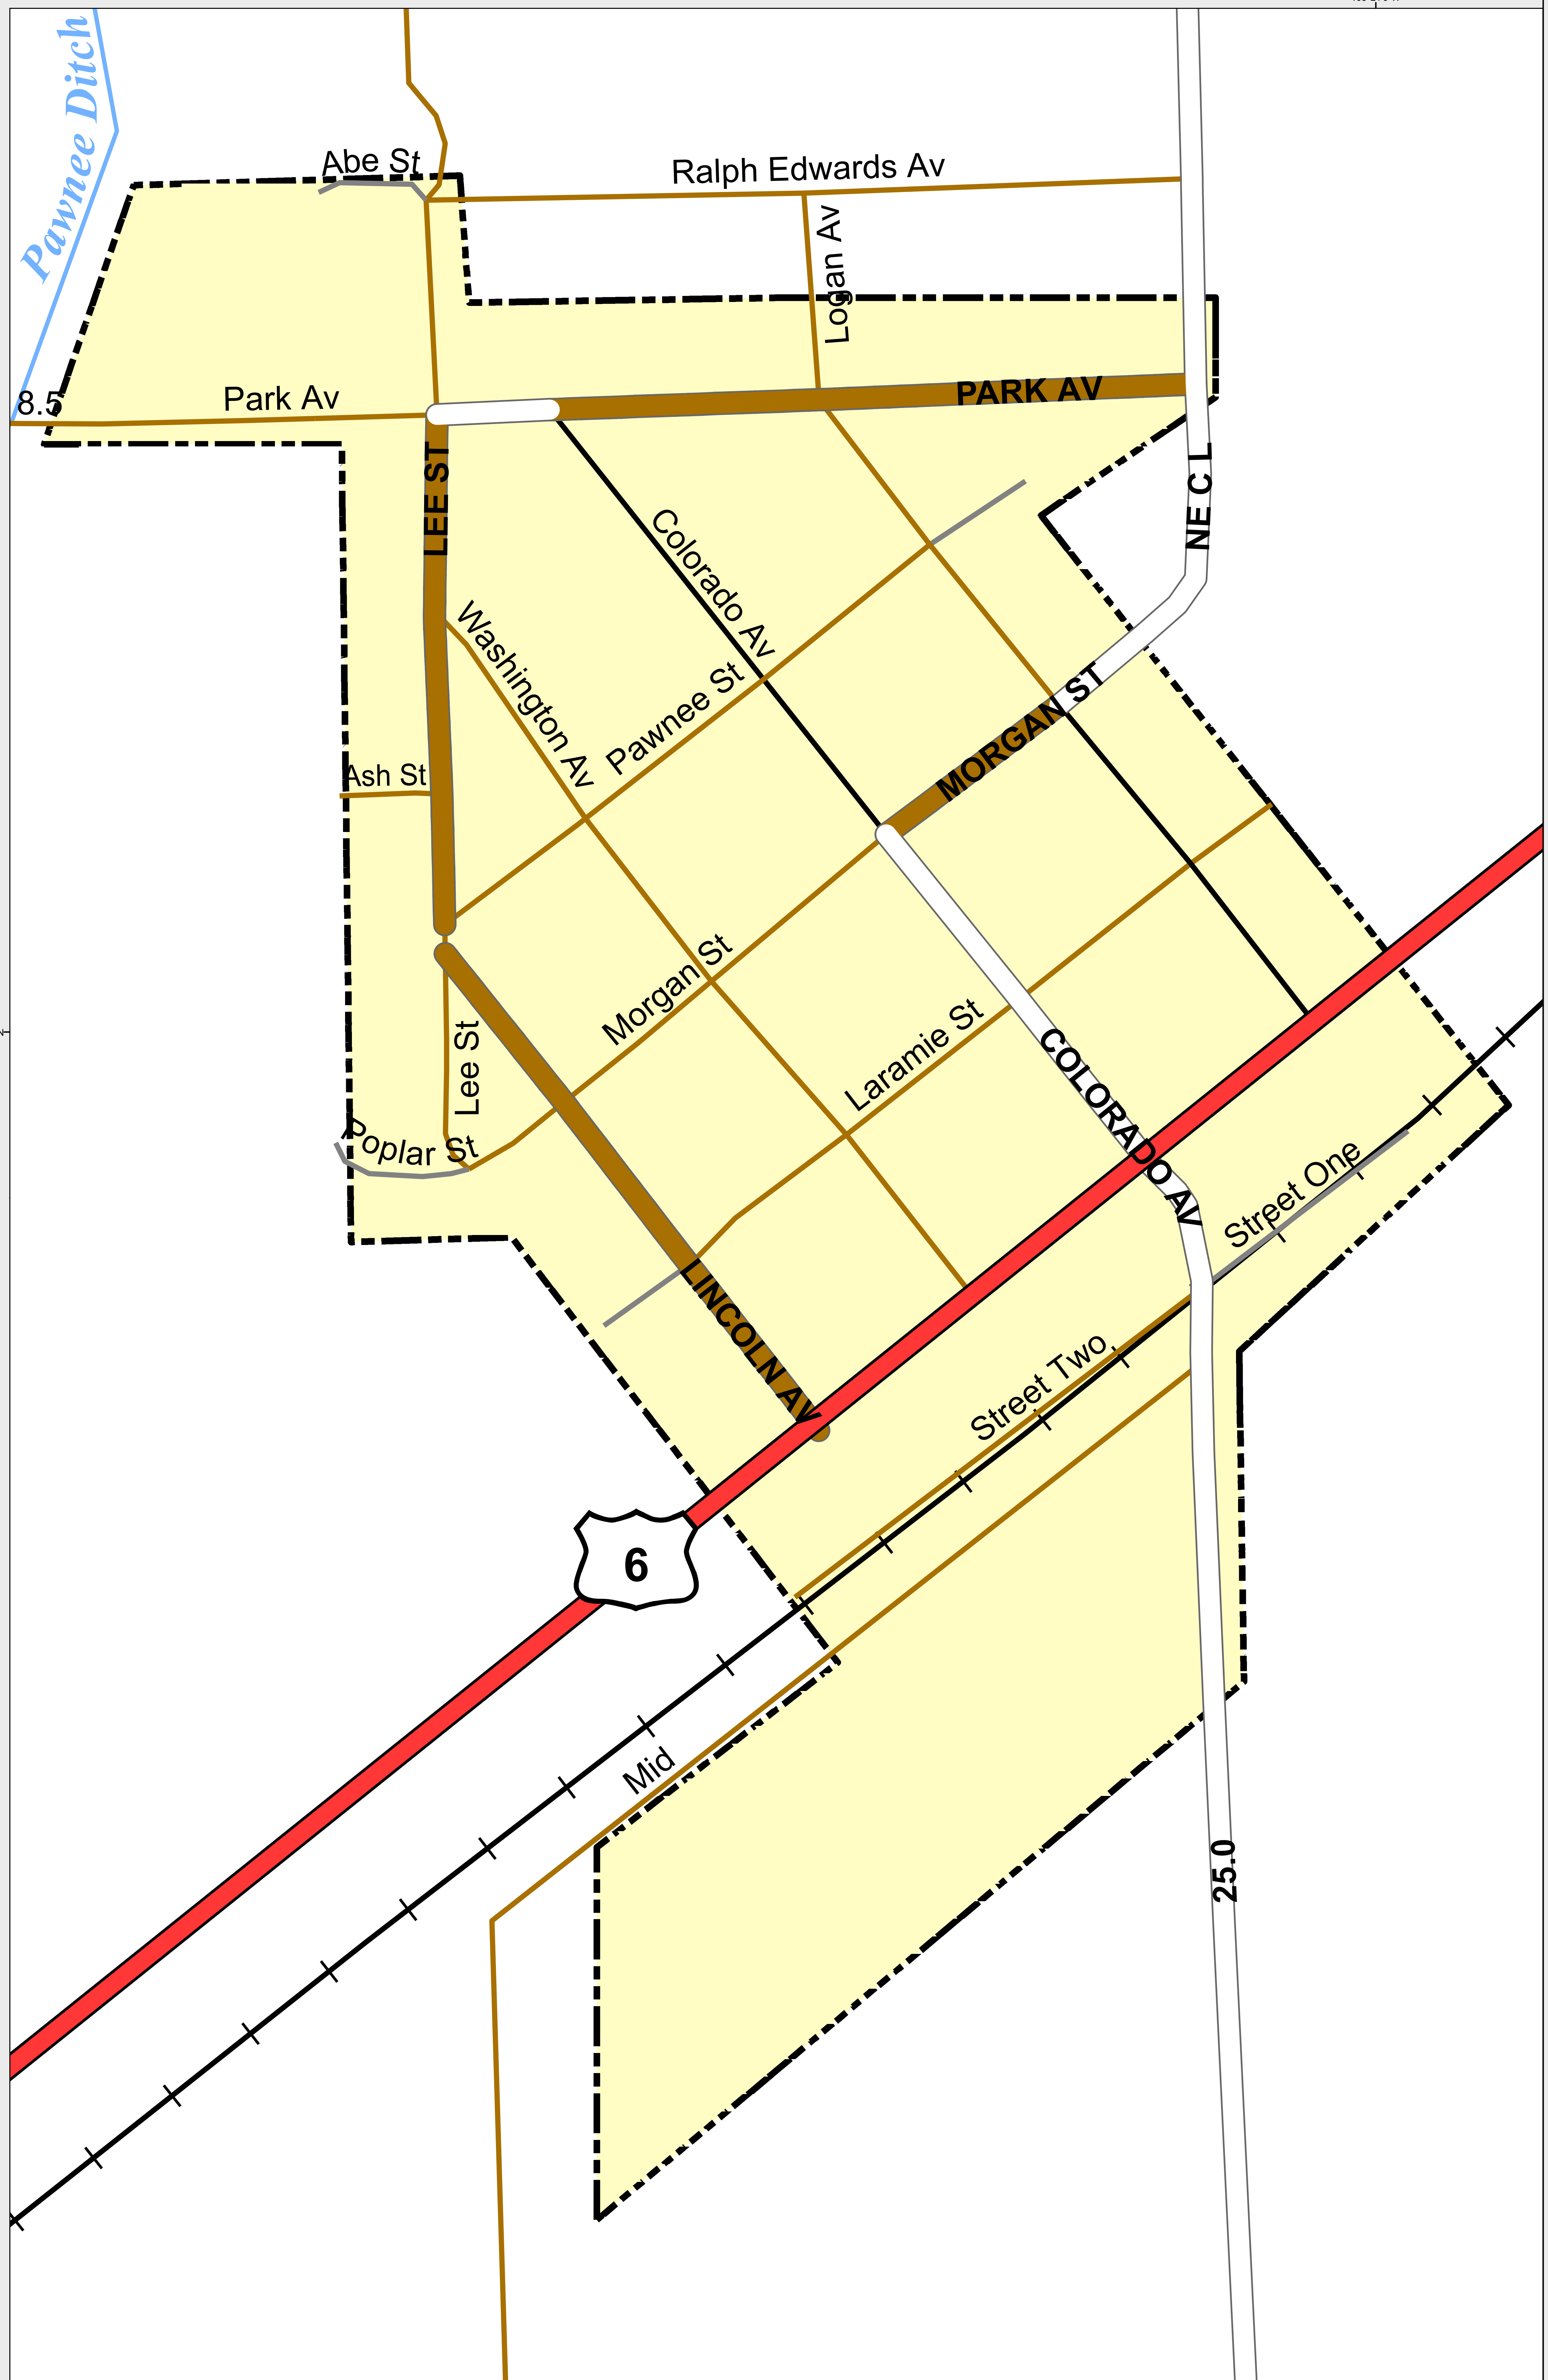 Pawnee Ditch
Abe St
Ralph Edwards Av
Logan Av
8.5
Park Av
PARK AV
LEE ST
NE C L
Colorado Av
Washington Av
Pawnee St
MORGAN ST
Ash St
Morgan St
Lee St
Laramie St
COLORADO AV
Poplar St
Street One
LINCOLN AV
Street Two
6
Mid
25.0